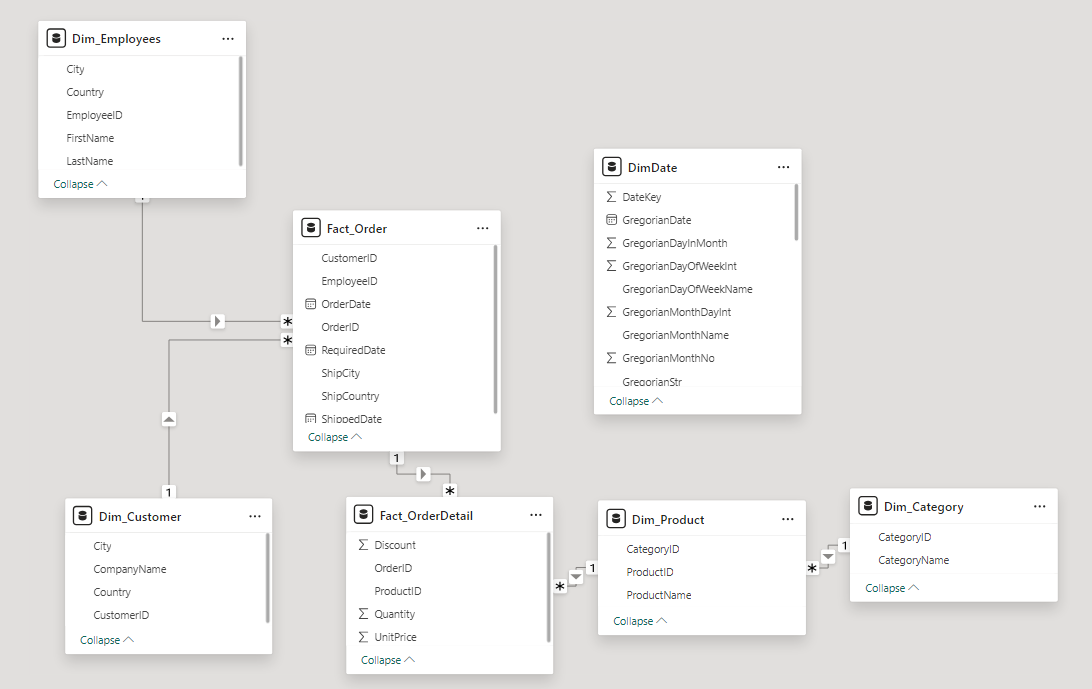 Dim_Employees
City
Country
EmployeeID
FirstName
LastName
Collapse
Fact_Order
CustomerID
EmployeeID
OrderDate
OrderID
RequiredDate
ShipCity
ShipCountry
ShippedDate
Collapse
DimDate
DateKey
GregorianDate
GregorianDayInMonth
GregorianDayOfWeekInt
GregorianDayOfWeekName
GregorianMonthDayInt
GregorianMonthName
GregorianMonthNo
GregorianStr
Collapse
1
*
*
1
1
*
Dim_Customer
City
CompanyName
Country
CustomerID
Collapse
Fact_OrderDetail
Discount
OrderID
ProductID
Quantity
UnitPrice
Collapse
*
1
Dim_Product
CategoryID
ProductID
ProductName
Collapse
*
1
Dim_Category
CategoryID
CategoryName
Collapse